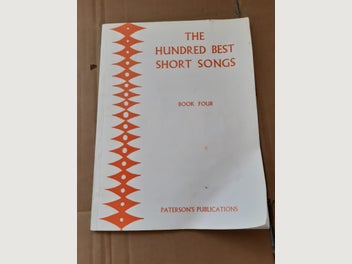 THE
HUNDRED BEST
SHORT SONGS
BOOK FOUR
PATERSON'S PUBLICATIONS